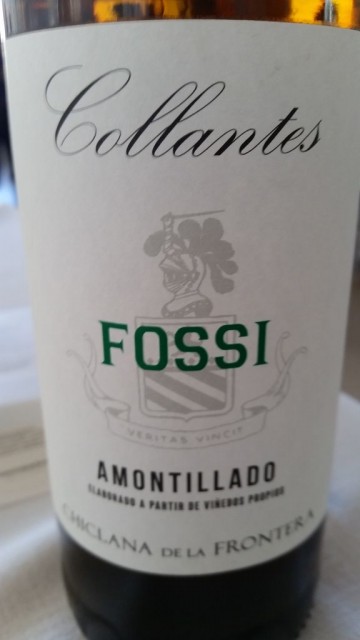 Collantes
FOSSI
VERITAS VINCIT
AMONTILLADO
ELABORADO A PARTIR DE VIÑEDOS PROPIOS
CHICLANA DE LA FRONTERA